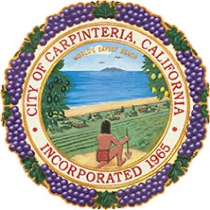 CITY OF CARPINTERIA, CALIFORNIA
WORLD'S SAFEST BEACH
INCORPORATED 1965